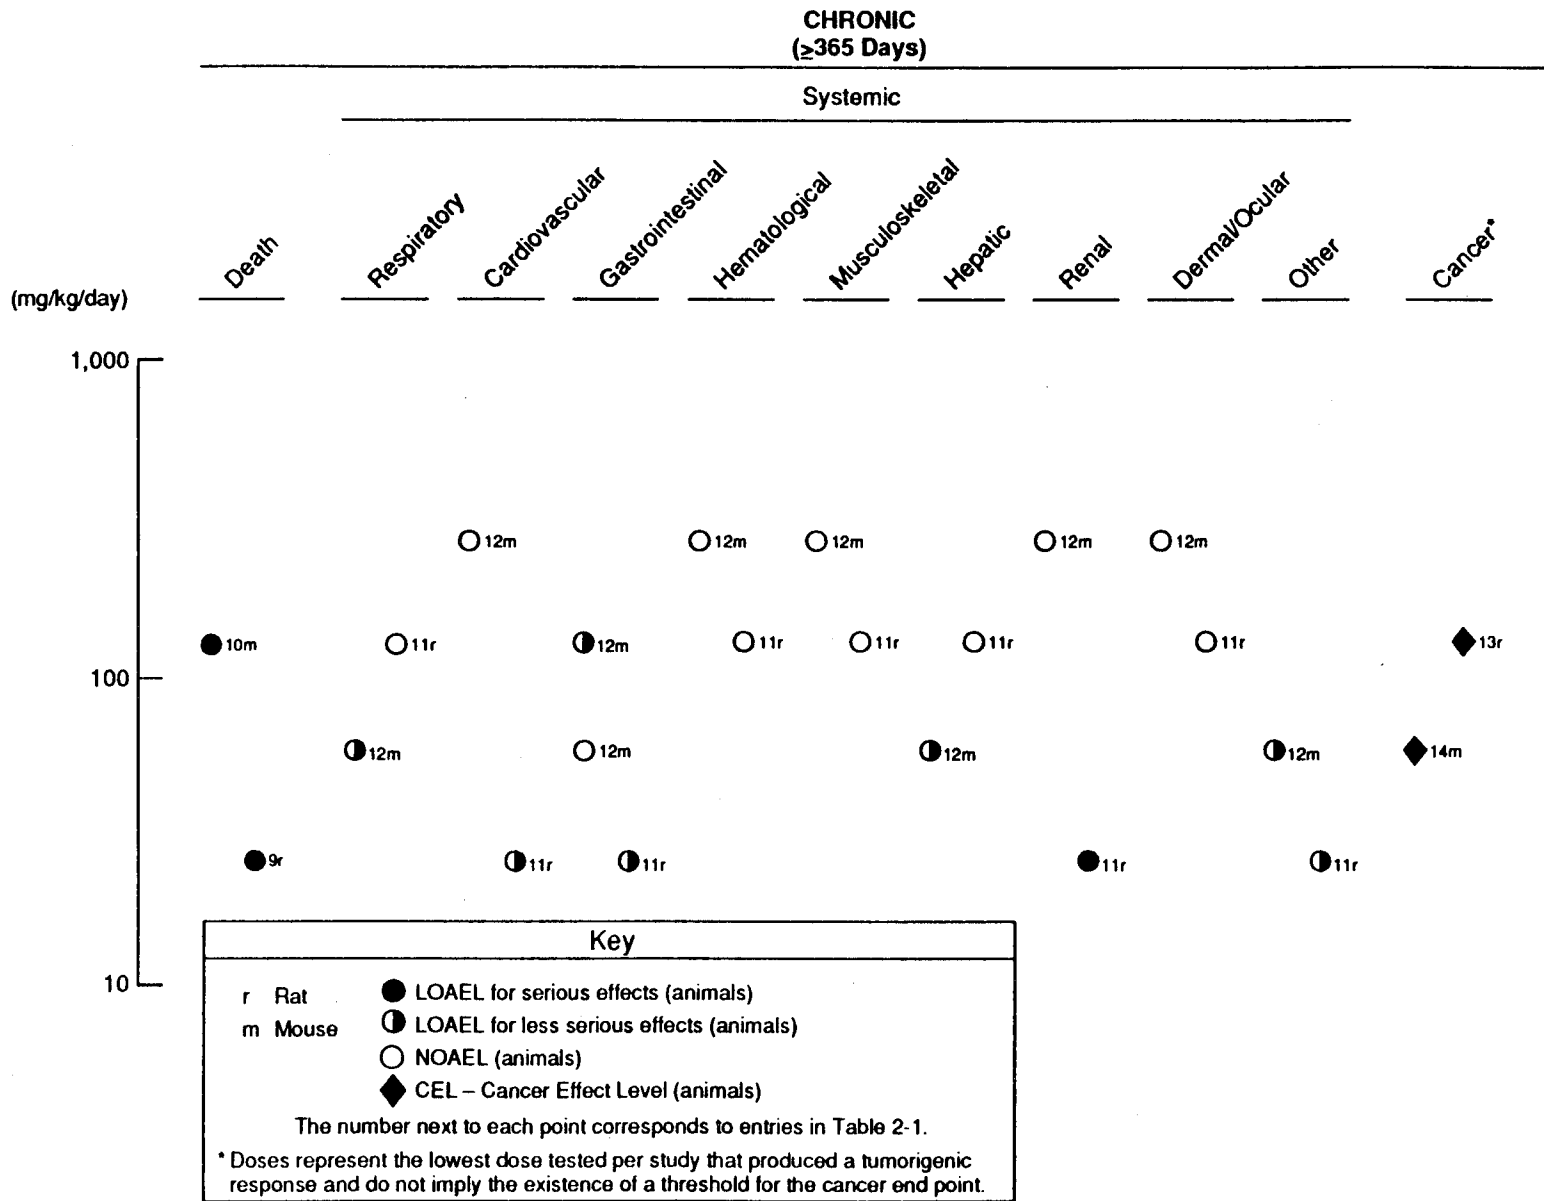 CHRONIC
(≥365 Days)
Systemic
Death
Respiratory
Cardiovascular
Gastrointestinal
Hematological
Musculoskeletal
Hepatic
Renal
Dermal/Ocular
Other
Cancer*
(mg/kg/day)
1,000
12m 12m 12m 12m 12m
10m 11r 12m 11r 11r 11r 11r 13r
100
12m 12m 12m 12m 14m
9r 11r 11r 11r 11r
10
Key
r Rat
m Mouse
LOAEL for serious effects (animals)
LOAEL for less serious effects (animals)
NOAEL (animals)
CEL – Cancer Effect Level (animals)
The number next to each point corresponds to entries in Table 2-1.
* Doses represent the lowest dose tested per study that produced a tumorigenic
response and do not imply the existence of a threshold for the cancer end point.